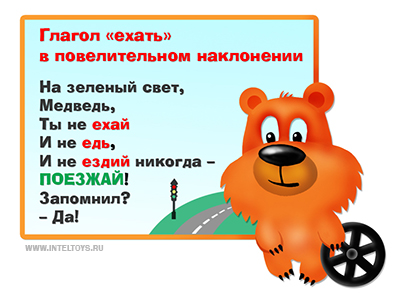 Глагол «ехать»
в повелительном наклонении
На зеленый свет,
Медведь,
Ты не ехай
И не едь,
И не ездий никогда –
ПОЕЗЖАЙ!
Запомнил?
– Да!
WWW.INTELTOYS.RU